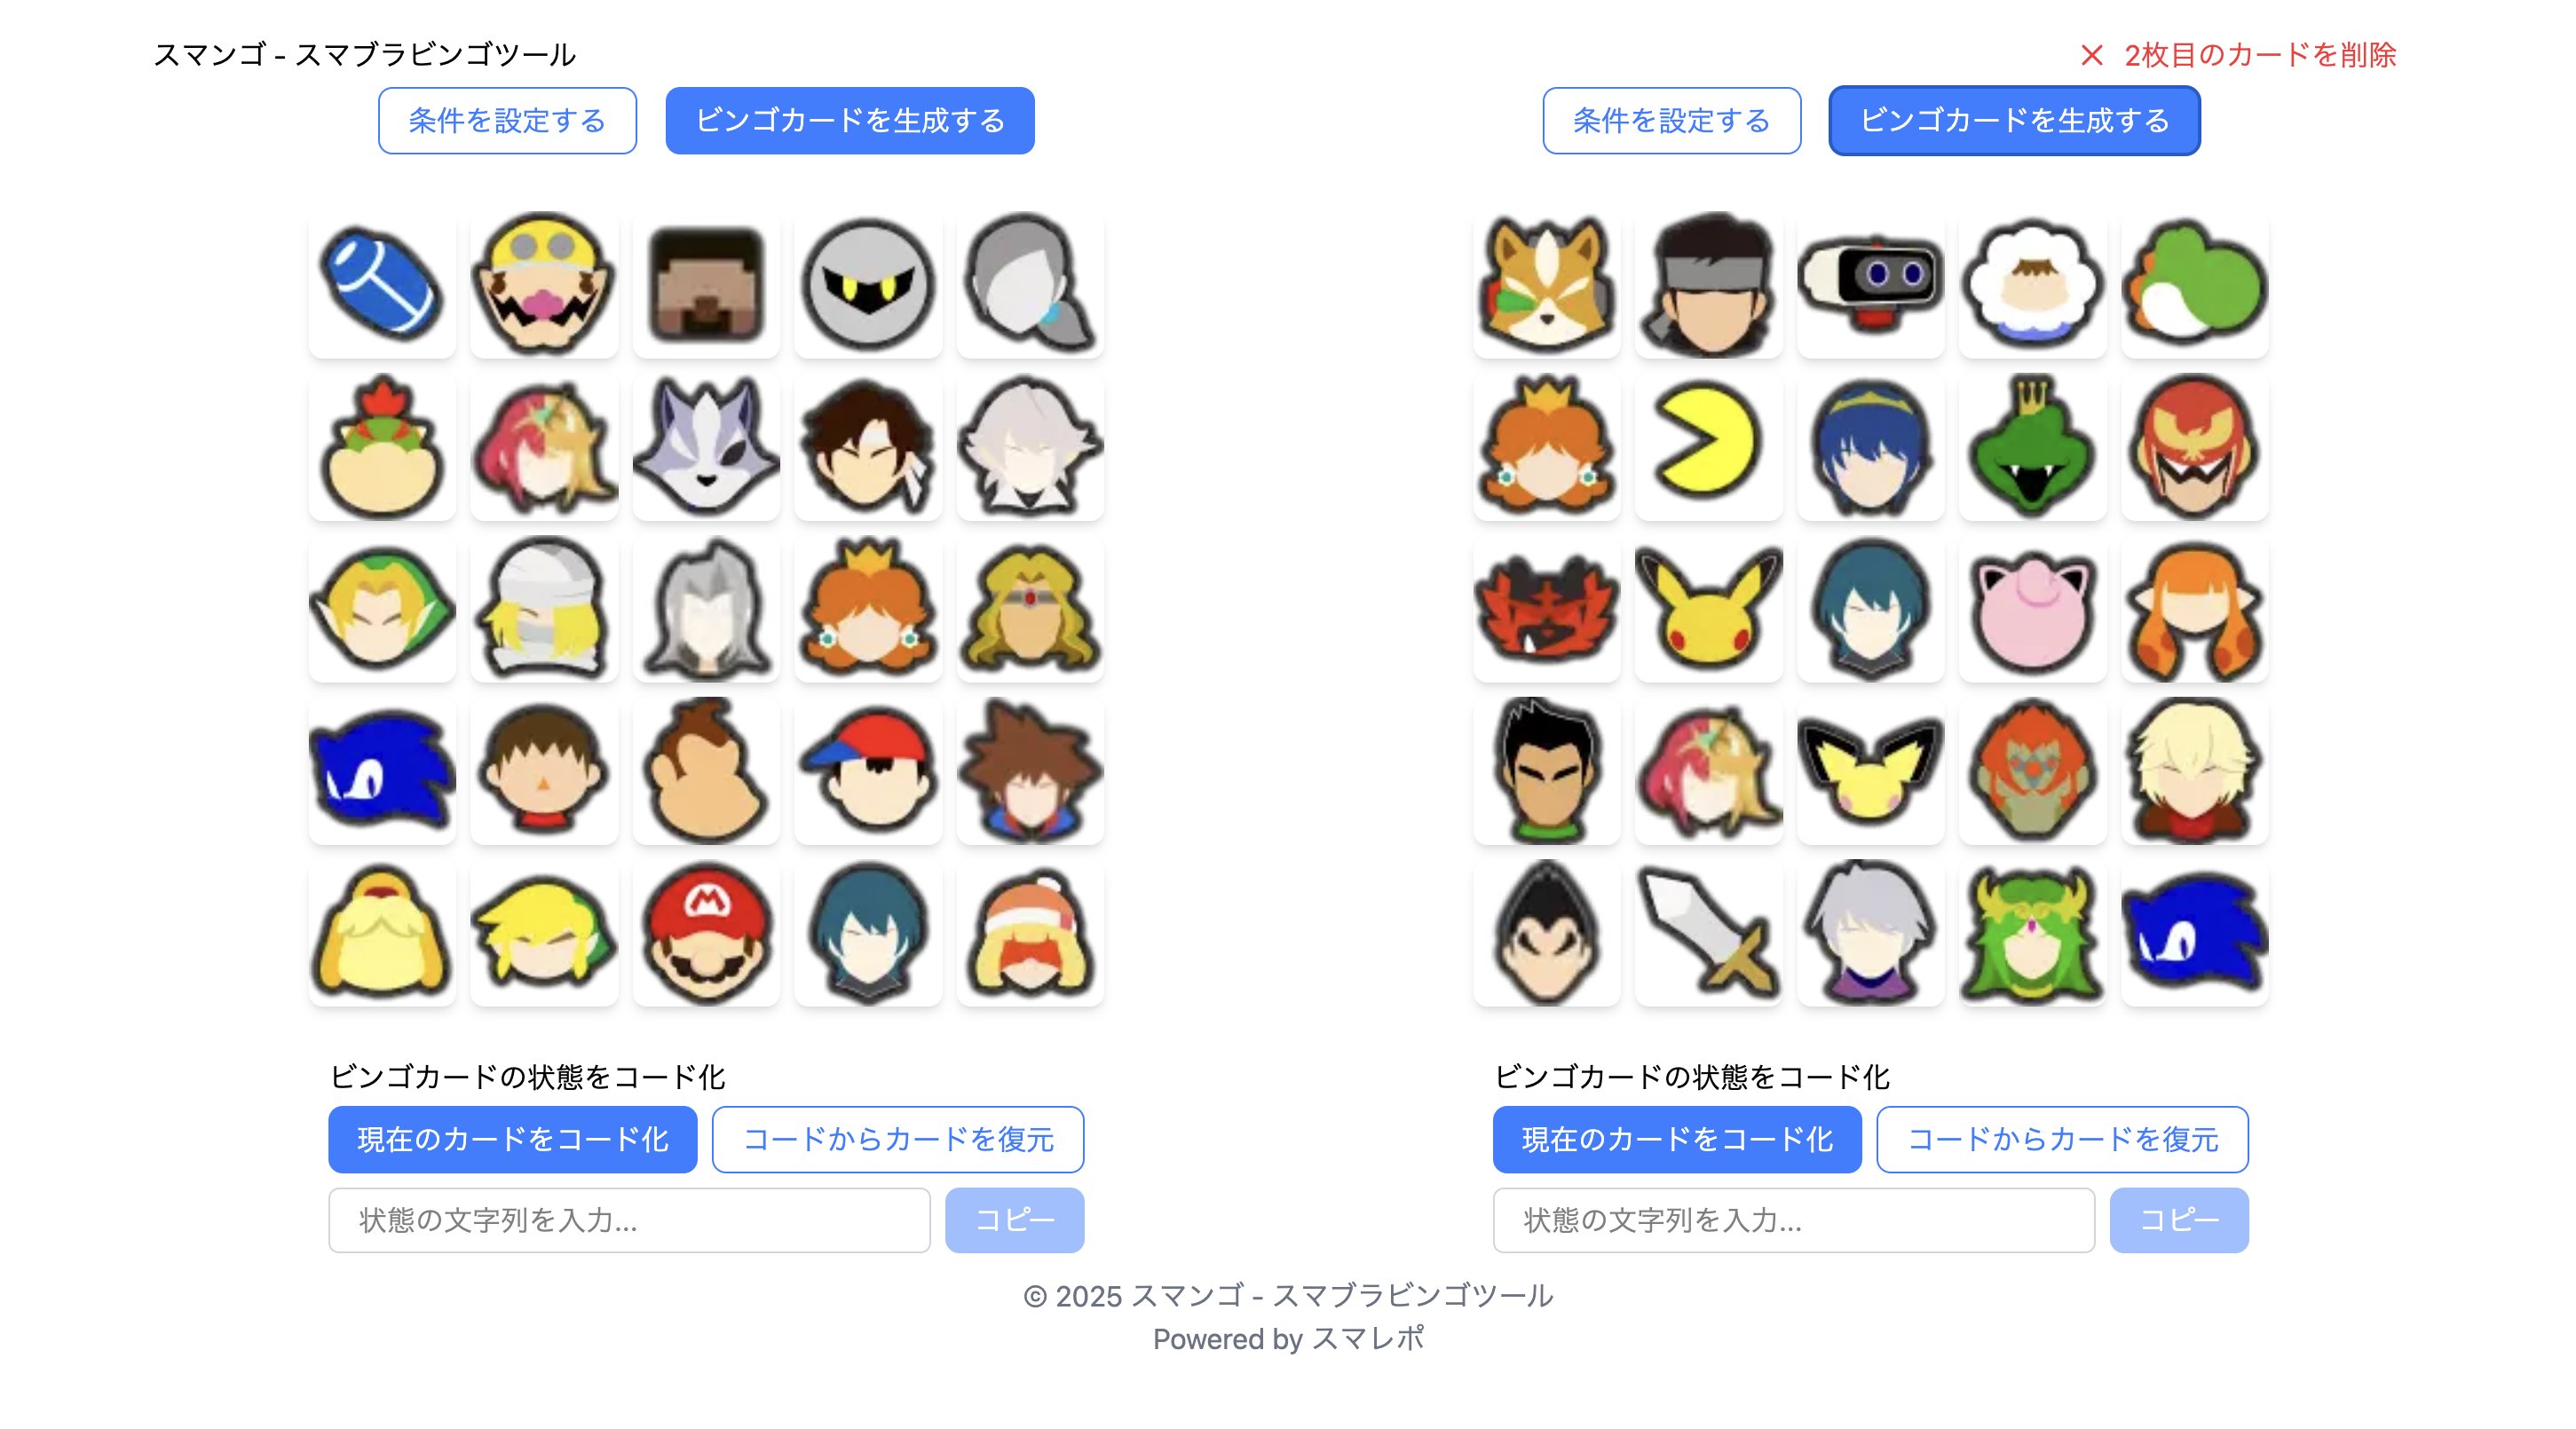 スマンゴ - スマブラビンゴツール
× 2枚目のカードを削除
条件を設定する
ビンゴカードを生成する
条件を設定する
ビンゴカードを生成する
ビンゴカードの状態をコード化
現在のカードをコード化
コードからカードを復元
状態の文字列を入力...
コピー
ビンゴカードの状態をコード化
現在のカードをコード化
コードからカードを復元
状態の文字列を入力...
コピー
© 2025 スマンゴ - スマブラビンゴツール
Powered by スマレポ